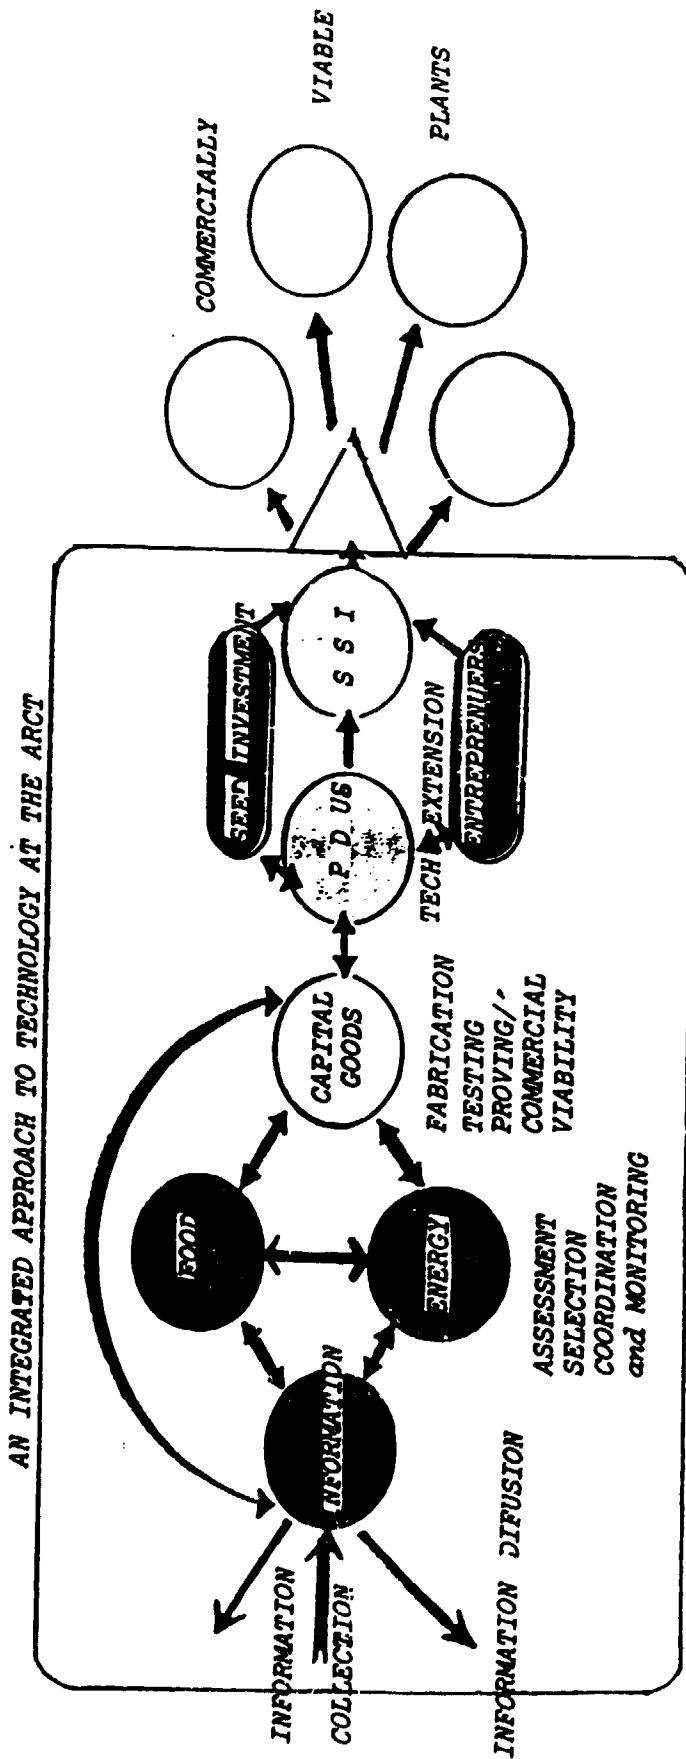 AN INTEGRATED APPROACH TO TECHNOLOGY AT THE ARCT
INFORMATION
COLLECTION
INFORMATION DIFUSION
INFORMATION
FOOD
ENERGY
ASSESSMENT
SELECTION
COORDINATION
and MONITORING
CAPITAL
GOODS
FABRICATION
TESTING
PROVING/
COMMERCIAL
VIABILITY
P D US
TECH EXTENSION
SEED INVESTMENT
ENTREPRENUERS
S S I
COMMERCIALLY
VIABLE
PLANTS